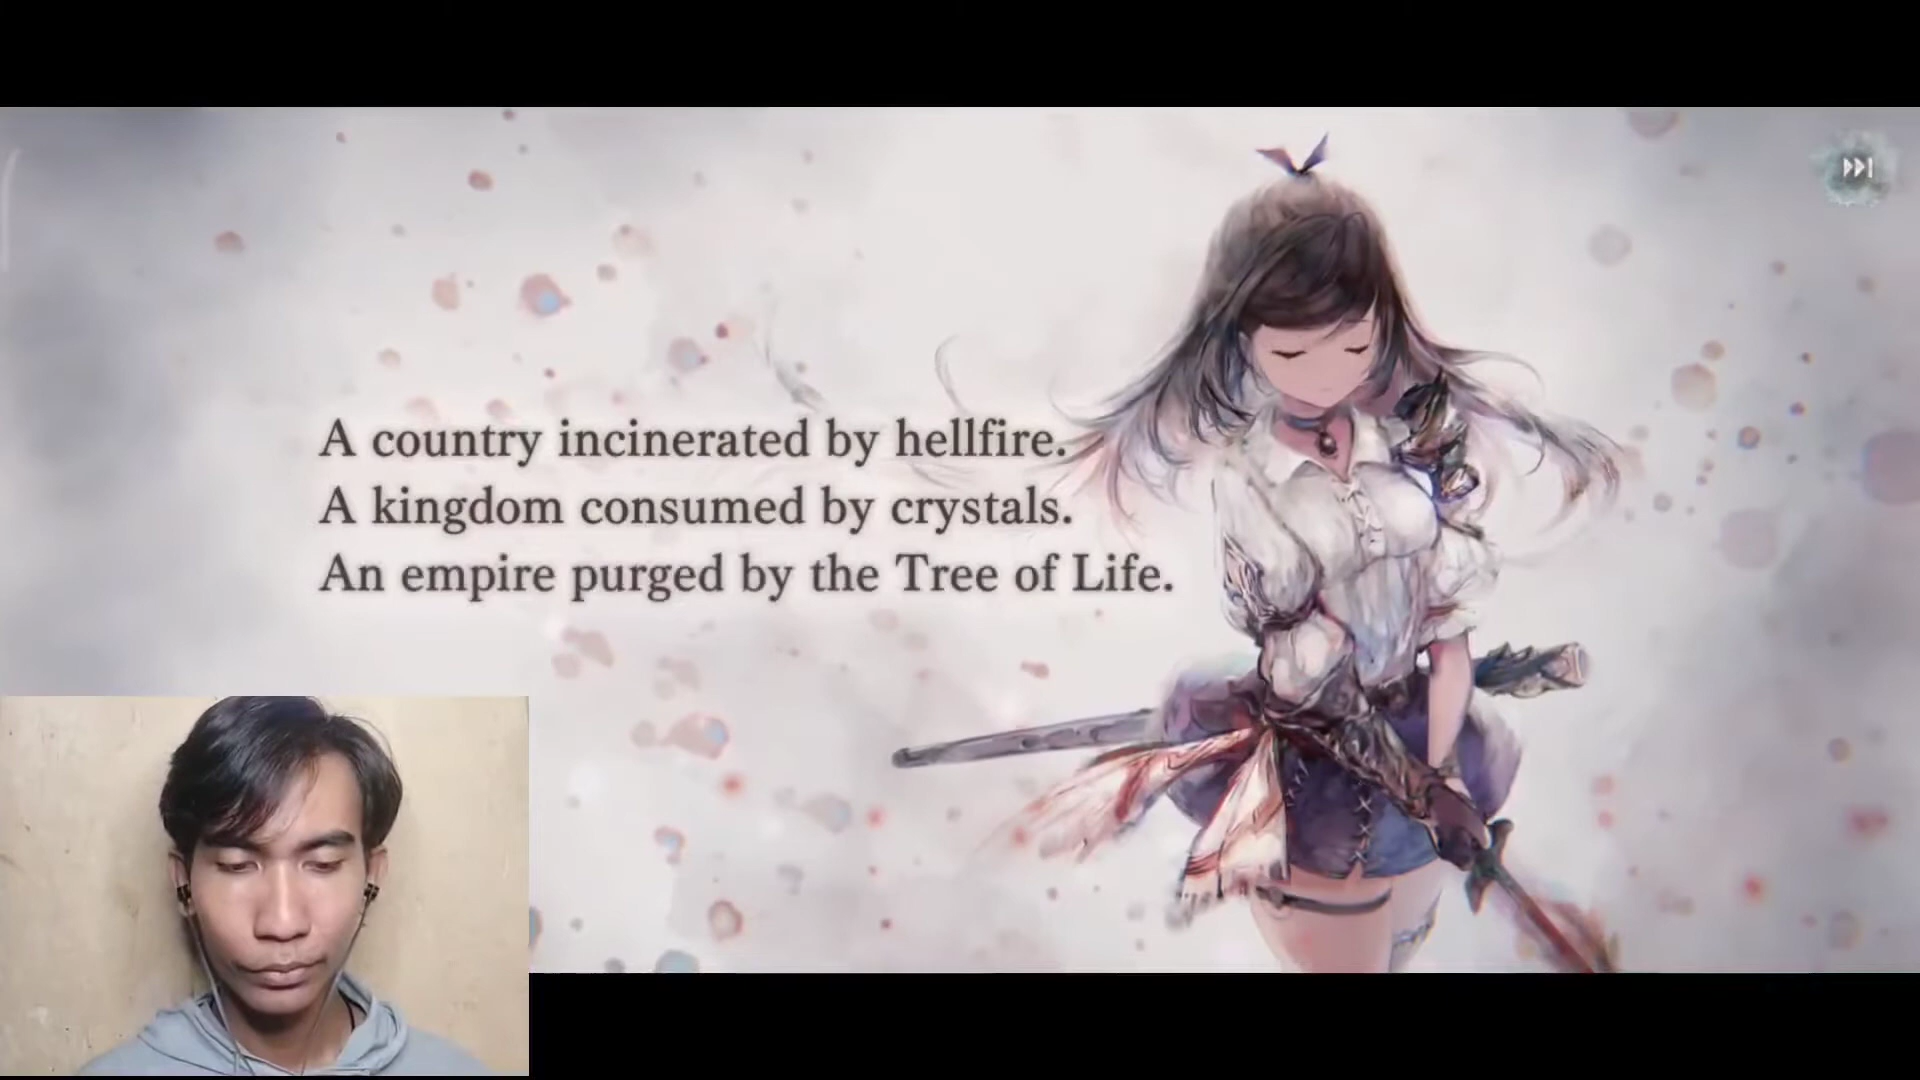 A country incinerated by hellfire.
A kingdom consumed by crystals.
An empire purged by the Tree of Life.